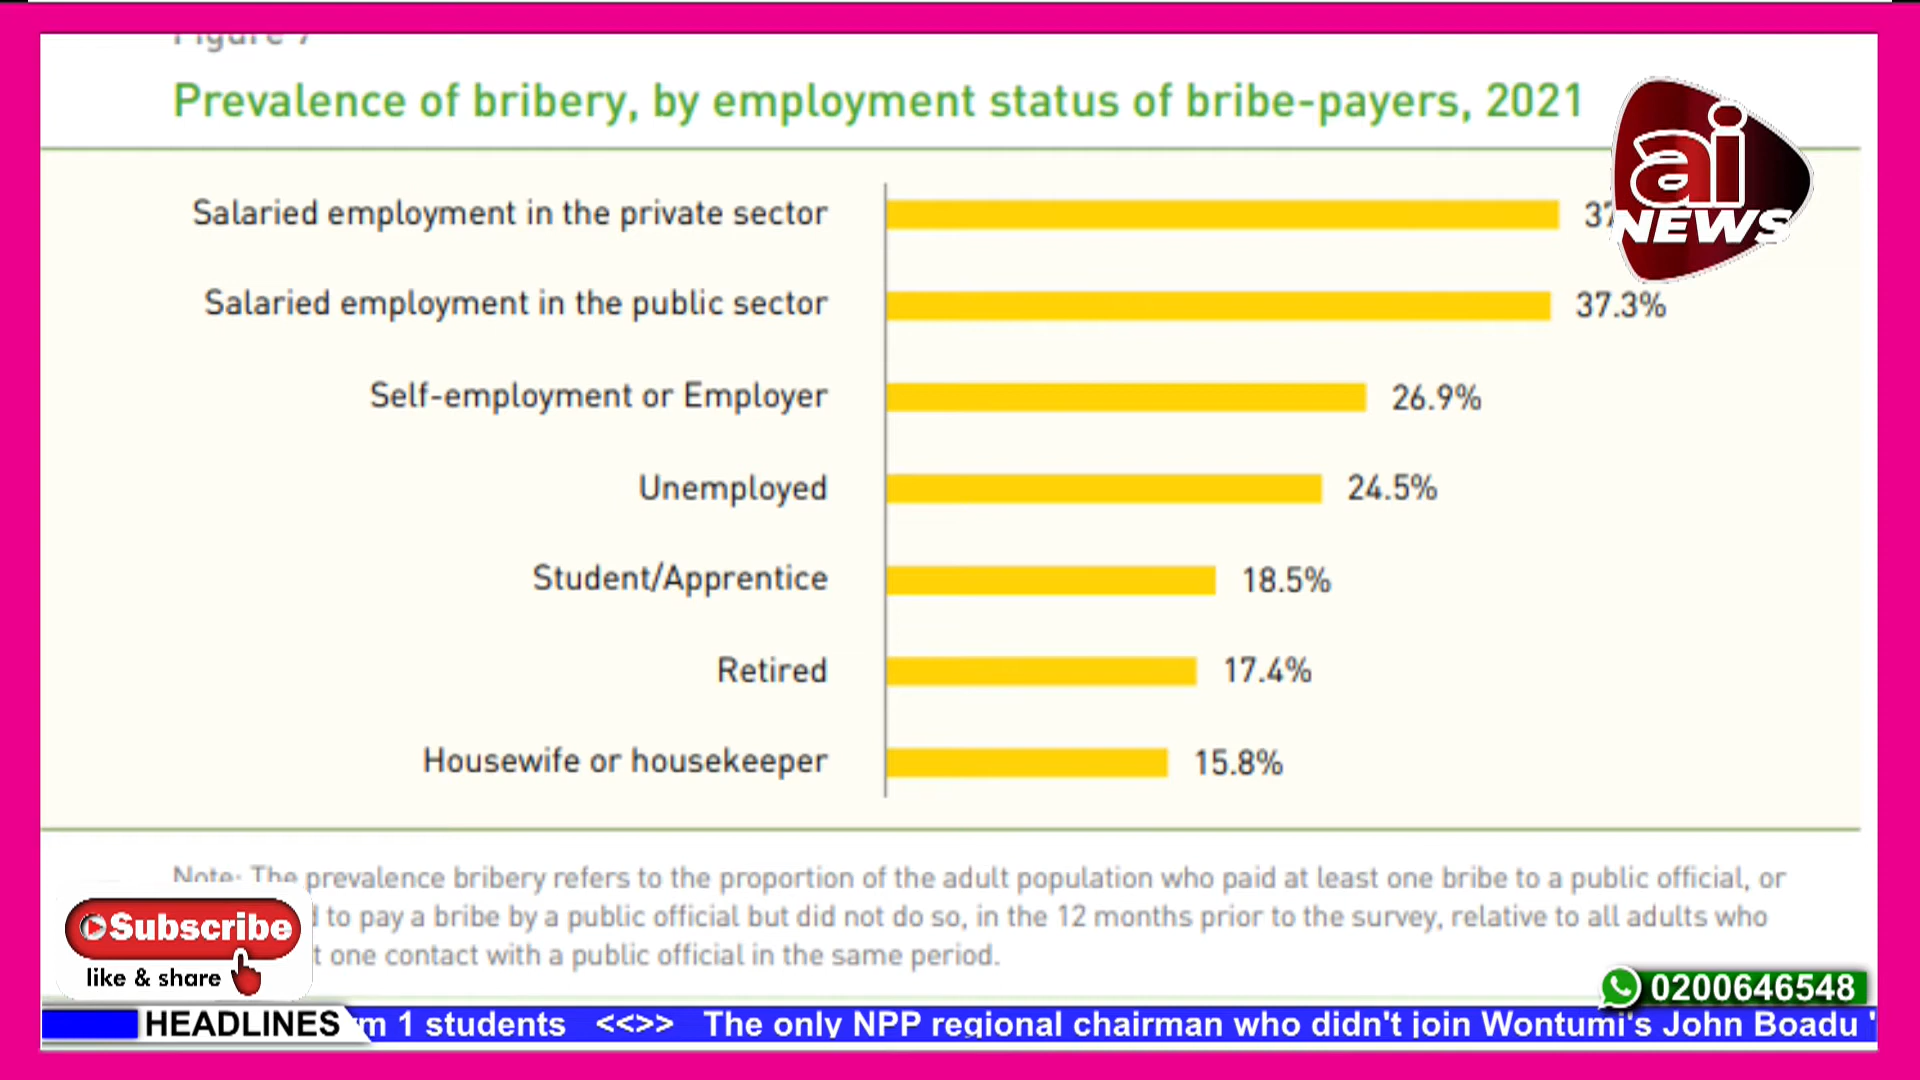 Figure 7
Prevalence of bribery, by employment status of bribe-payers, 2021
ai
NEWS
Salaried employment in the private sector
Salaried employment in the public sector 37.3%
Self-employment or Employer 26.9%
Unemployed 24.5%
Student/Apprentice 18.5%
Retired 17.4%
Housewife or housekeeper 15.8%
Note: The prevalence bribery refers to the proportion of the adult population who paid at least one bribe to a public official, or
to pay a bribe by a public official but did not do so, in the 12 months prior to the survey, relative to all adults who
one contact with a public official in the same period.
Subscribe
like & share
0200646548
HEADLINES 1 students <<>> The only NPP regional chairman who didn't join Wontumi's John Boadu '